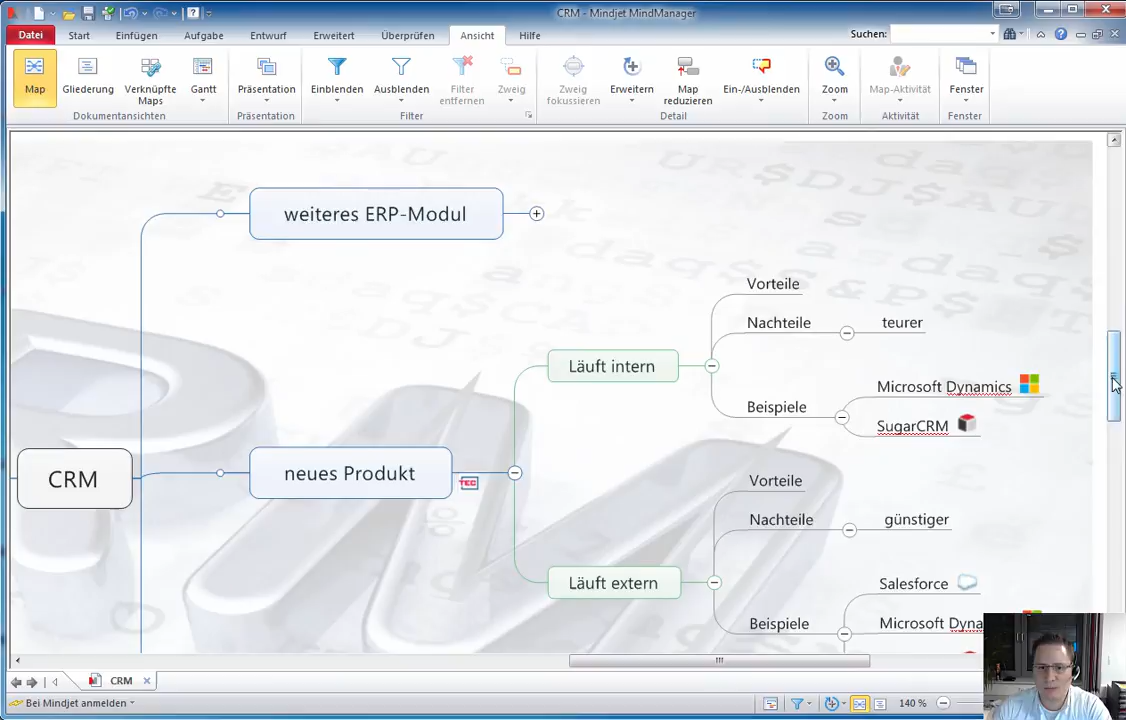 CRM - Mindjet MindManager
Datei Start Einfügen Aufgabe Entwurf Erweitert Überprüfen Ansicht Hilfe Suchen:
Map Gliederung Verknüpfte Maps Gantt Präsentation Einblenden Ausblenden Filter entfernen Zweig Zweig fokussieren Erweitern Map reduzieren Ein-/Ausblenden Zoom Map-Aktivität Fenster
Dokumentansichten Präsentation Filter Detail Zoom Aktivität Fenster
weiteres ERP-Modul
Vorteile
Nachteile teurer
Läuft intern
Microsoft Dynamics
Beispiele
SugarCRM
CRM
neues Produkt
TEC
Vorteile
Nachteile günstiger
Läuft extern
Salesforce
Beispiele
Microsoft Dyna
CRM
Bei Mindjet anmelden
140 %